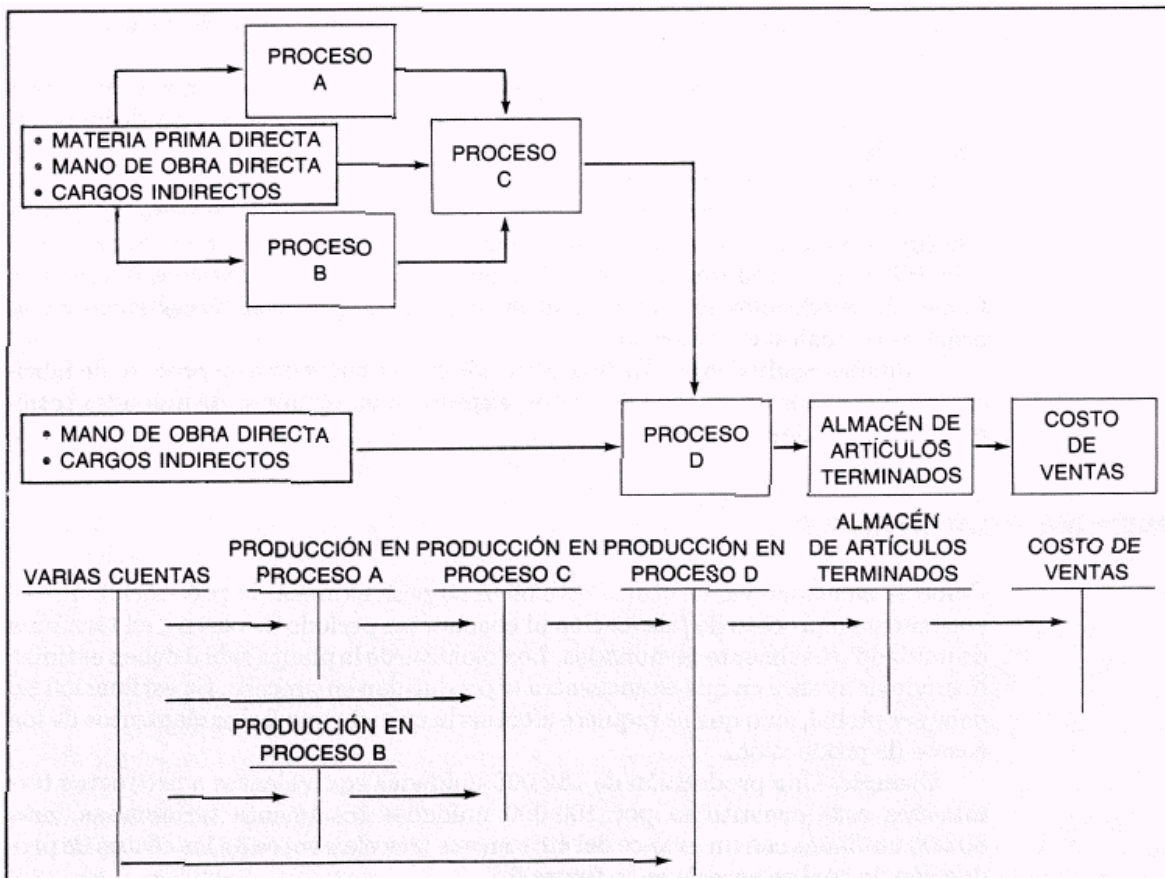 PROCESO
A
• MATERIA PRIMA DIRECTA
• MANO DE OBRA DIRECTA
• CARGOS INDIRECTOS
PROCESO
C
PROCESO
B
• MANO DE OBRA DIRECTA
• CARGOS INDIRECTOS
PROCESO
D
ALMACÉN DE
ARTÍCULOS
TERMINADOS
COSTO
DE
VENTAS
VARIAS CUENTAS
PRODUCCIÓN EN
PROCESO A
PRODUCCIÓN EN
PROCESO C
PRODUCCIÓN EN
PROCESO D
ALMACÉN
DE ARTÍCULOS
TERMINADOS
COSTO DE
VENTAS
PRODUCCIÓN EN
PROCESO B